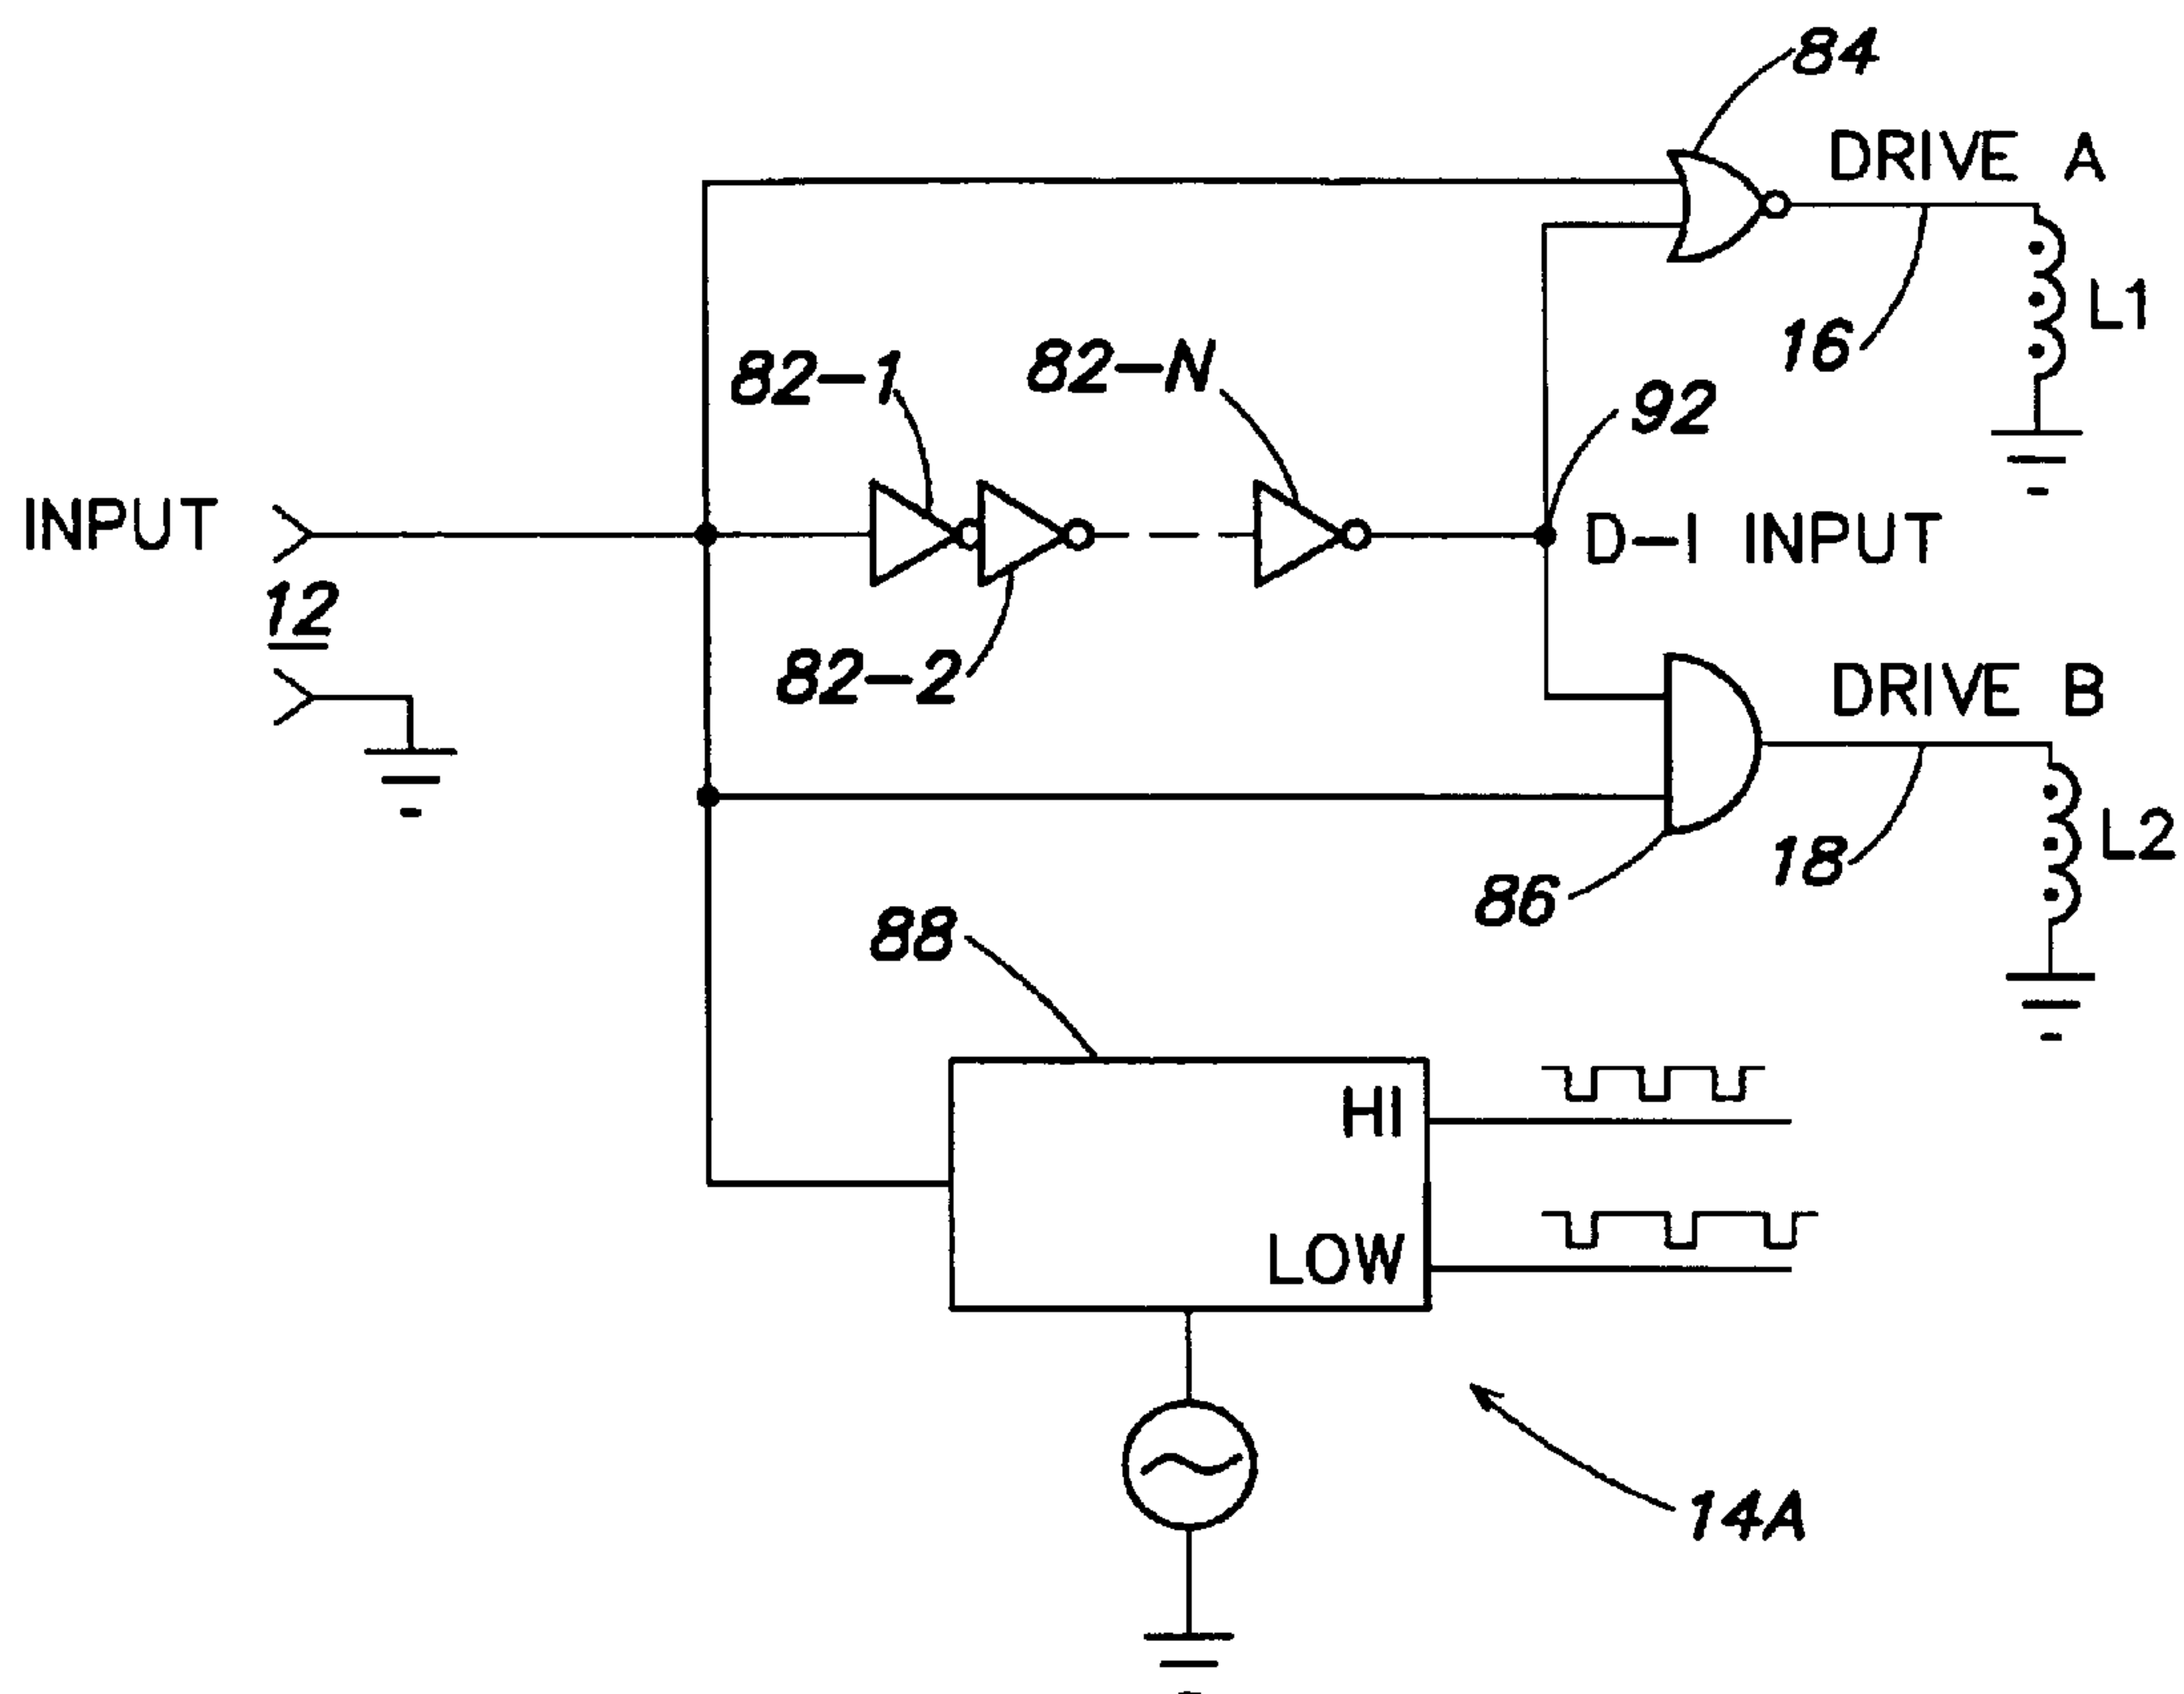 84
DRIVE A
L1
16
82-1
82-N
92
INPUT
D-I INPUT
12
82-2
DRIVE B
L2
18
86
88
HI
LOW
14A